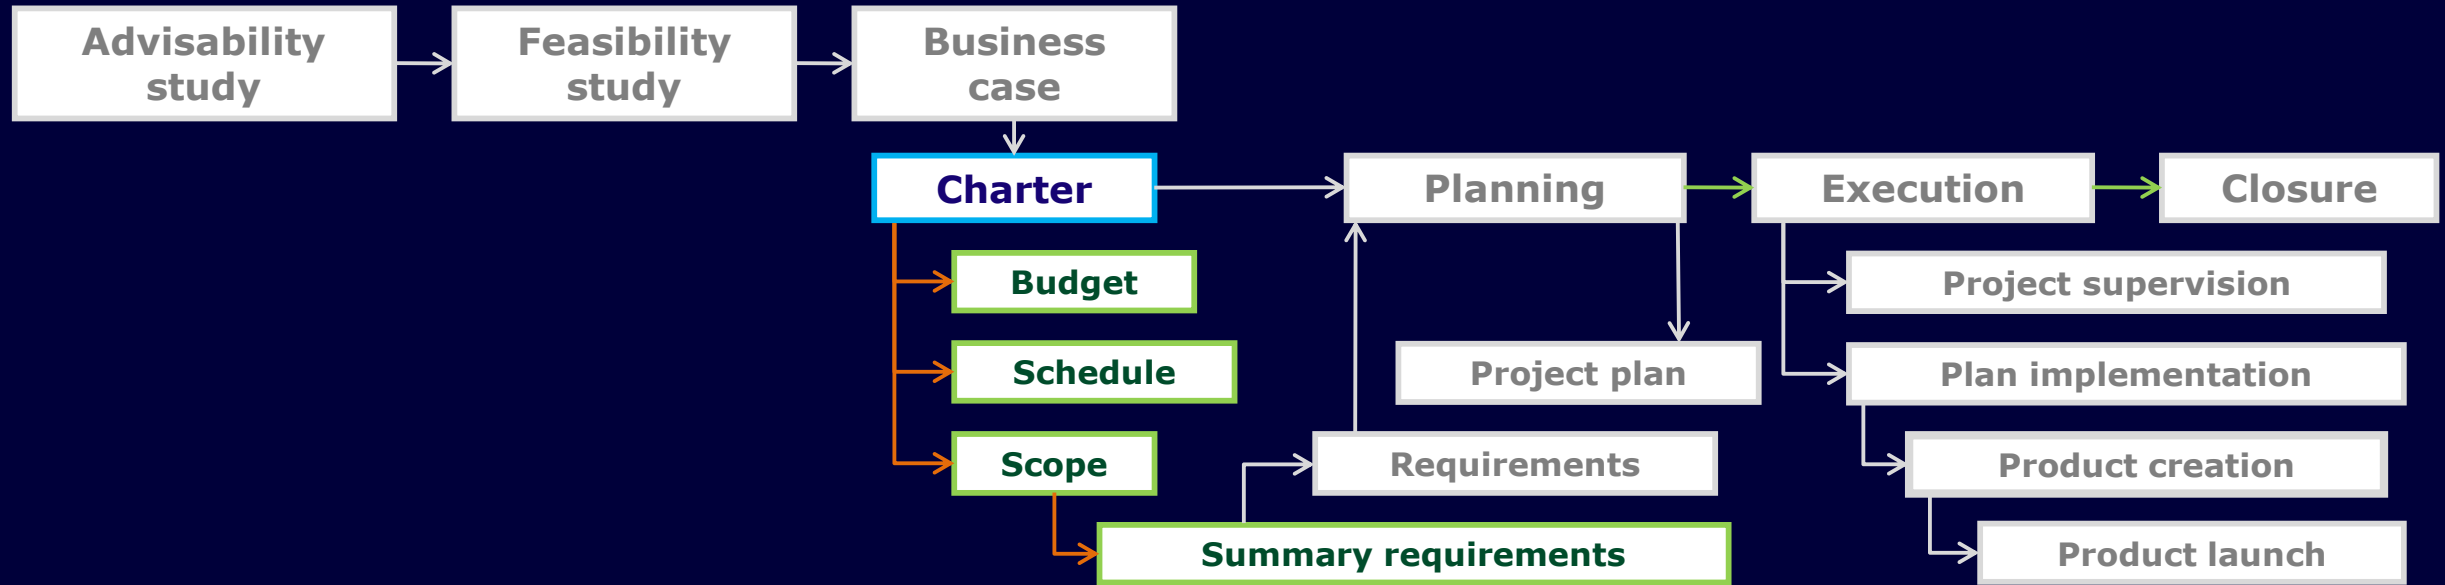 Advisability
study
Feasibility
study
Business
case
Charter
Planning
Execution
Closure
Budget
Project supervision
Schedule
Project plan
Plan implementation
Scope
Requirements
Product creation
Summary requirements
Product launch